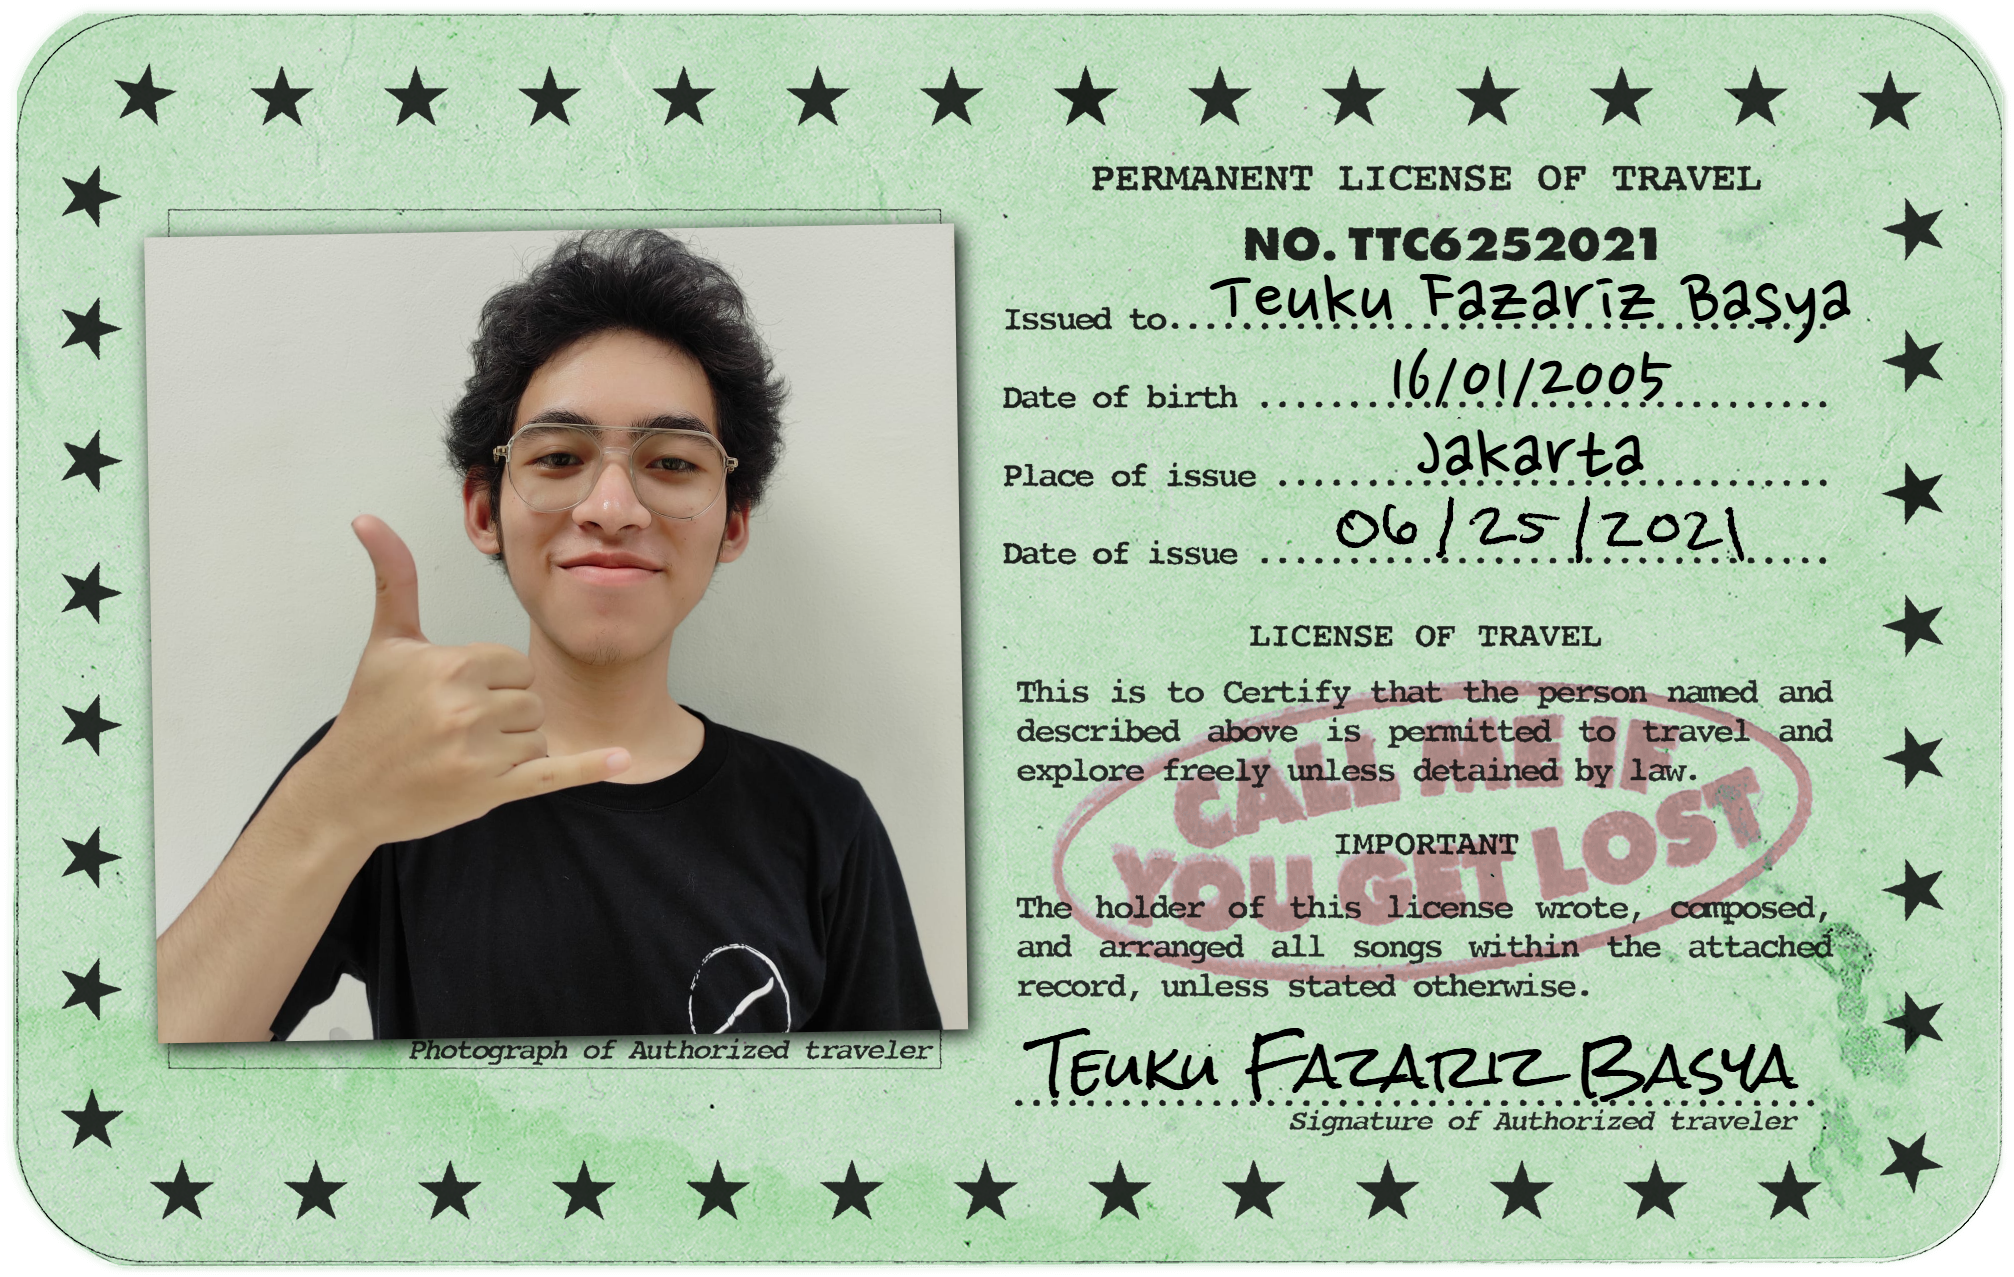 PERMANENT LICENSE OF TRAVEL
NO. TTC6252021
Issued to..... Teuku Fazariz Basya
Date of birth ..... 16/01/2005
Place of issue ..... Jakarta
Date of issue ..... 06/25/2021
LICENSE OF TRAVEL
This is to Certify that the person named and
described above is permitted to travel and
explore freely unless detained by law.
CALL ME IF
YOU GET LOST
IMPORTANT
The holder of this license wrote, composed,
and arranged all songs within the attached
record, unless stated otherwise.
Photograph of Authorized traveler
TEUKU FAZARIZ BASYA
Signature of Authorized traveler